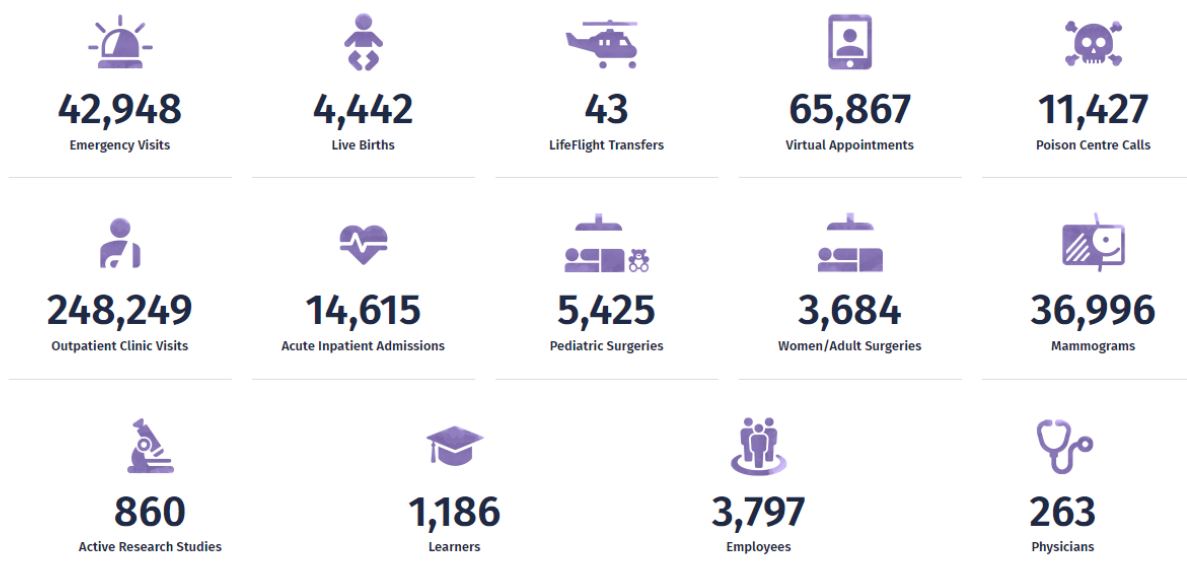 42,948
4,442
43
65,867
11,427
Emergency Visits
Live Births
LifeFlight Transfers
Virtual Appointments
Poison Centre Calls
248,249
14,615
5,425
3,684
36,996
Outpatient Clinic Visits
Acute Inpatient Admissions
Pediatric Surgeries
Women/Adult Surgeries
Mammograms
860
1,186
3,797
263
Active Research Studies
Learners
Employees
Physicians